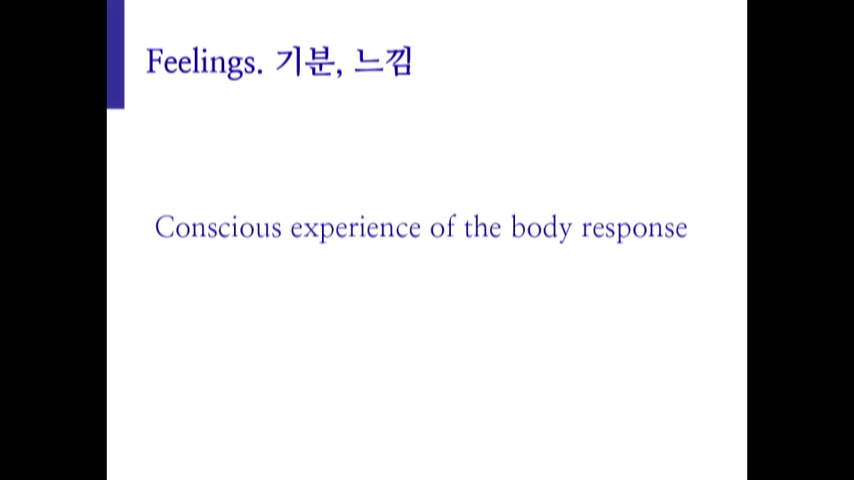 Feelings. 기분, 느낌
Conscious experience of the body response